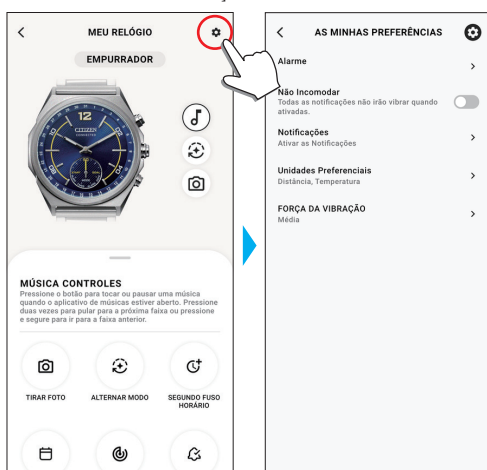 MEU RELÓGIO
EMPURRADOR
12
CITIZEN
MÚSICA CONTROLES
Pressione o botão para tocar ou pausar uma música
quando o aplicativo de músicas estiver aberto. Pressione
duas vezes para pular para a próxima faixa ou pressione
e segure para ir para a faixa anterior.
TIRAR FOTO
ALTERNAR MODO
SEGUNDO FUSO
HORÁRIO
AS MINHAS PREFERÊNCIAS
Alarme
Não Incomodar
Todas as notificações não irão vibrar quando
ativadas.
Notificações
Ativar as Notificações
Unidades Preferenciais
Distância, Temperatura
FORÇA DA VIBRAÇÃO
Média